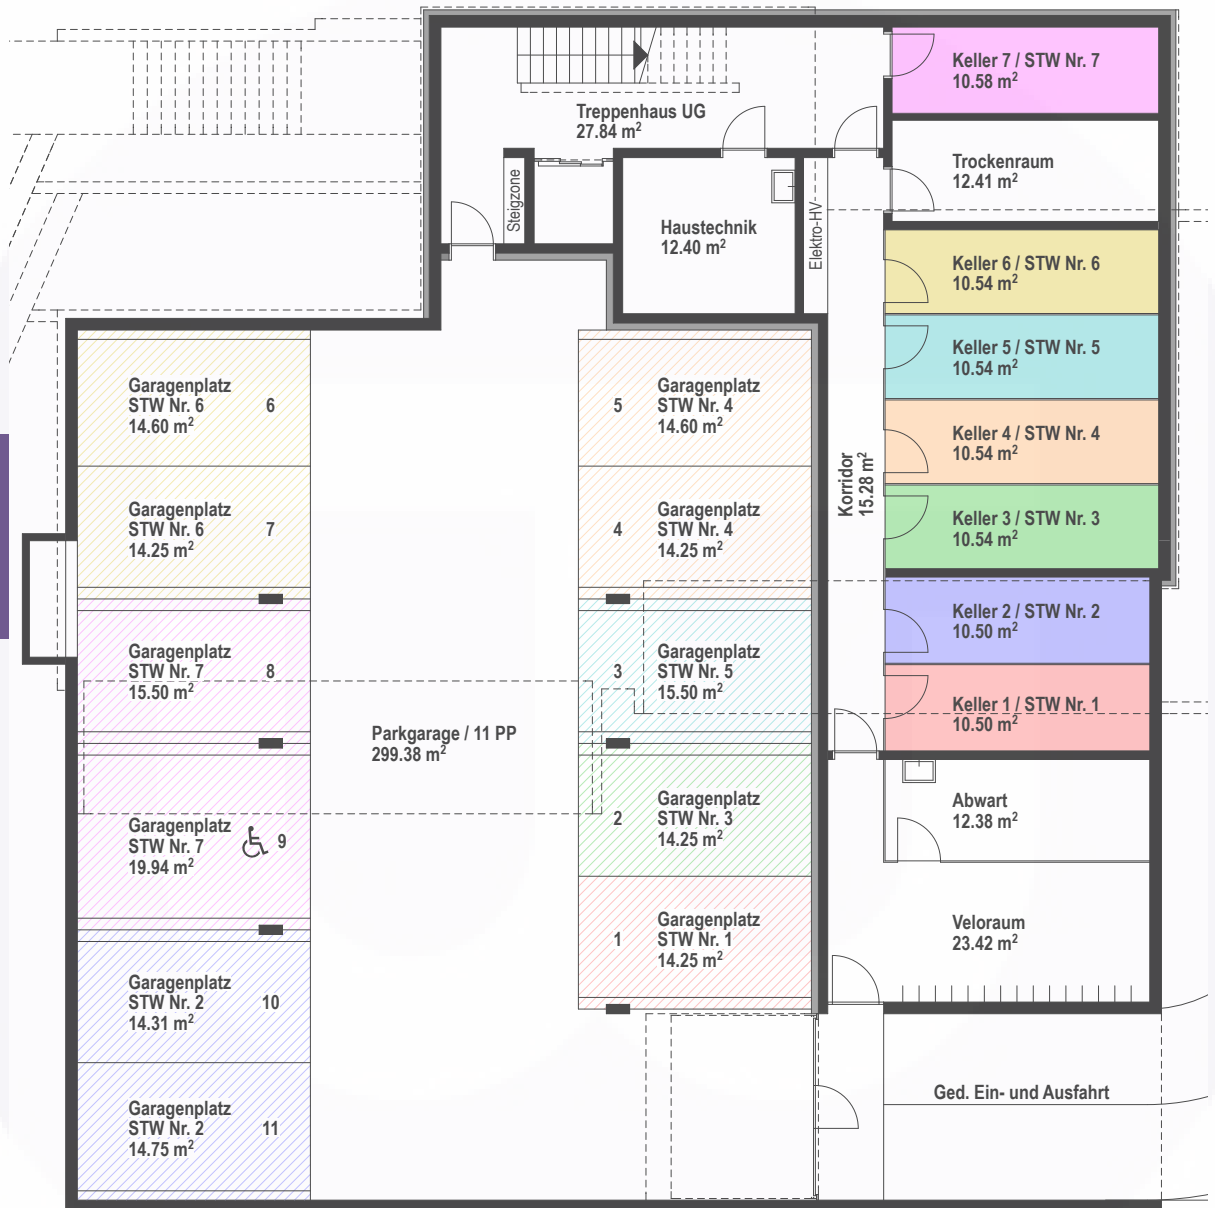 Keller 7 / STW Nr. 7
10.58 m²
Treppenhaus UG
27.84 m²
Trockenraum
12.41 m²
Steigzone
Haustechnik
12.40 m²
Elektro-HV
Keller 6 / STW Nr. 6
10.54 m²
Keller 5 / STW Nr. 5
10.54 m²
Garagenplatz
STW Nr. 6 6
14.60 m²
Garagenplatz
5 STW Nr. 4
14.60 m²
Keller 4 / STW Nr. 4
10.54 m²
Korridor
15.28 m²
Garagenplatz
STW Nr. 6 7
14.25 m²
Garagenplatz
4 STW Nr. 4
14.25 m²
Keller 3 / STW Nr. 3
10.54 m²
Keller 2 / STW Nr. 2
10.50 m²
Garagenplatz
STW Nr. 7 8
15.50 m²
Garagenplatz
3 STW Nr. 5
15.50 m²
Keller 1 / STW Nr. 1
10.50 m²
Parkgarage / 11 PP
299.38 m²
Garagenplatz
STW Nr. 7 9
19.94 m²
Garagenplatz
2 STW Nr. 3
14.25 m²
Abwart
12.38 m²
Garagenplatz
1 STW Nr. 1
14.25 m²
Veloraum
23.42 m²
Garagenplatz
STW Nr. 2 10
14.31 m²
Ged. Ein- und Ausfahrt
Garagenplatz
STW Nr. 2 11
14.75 m²